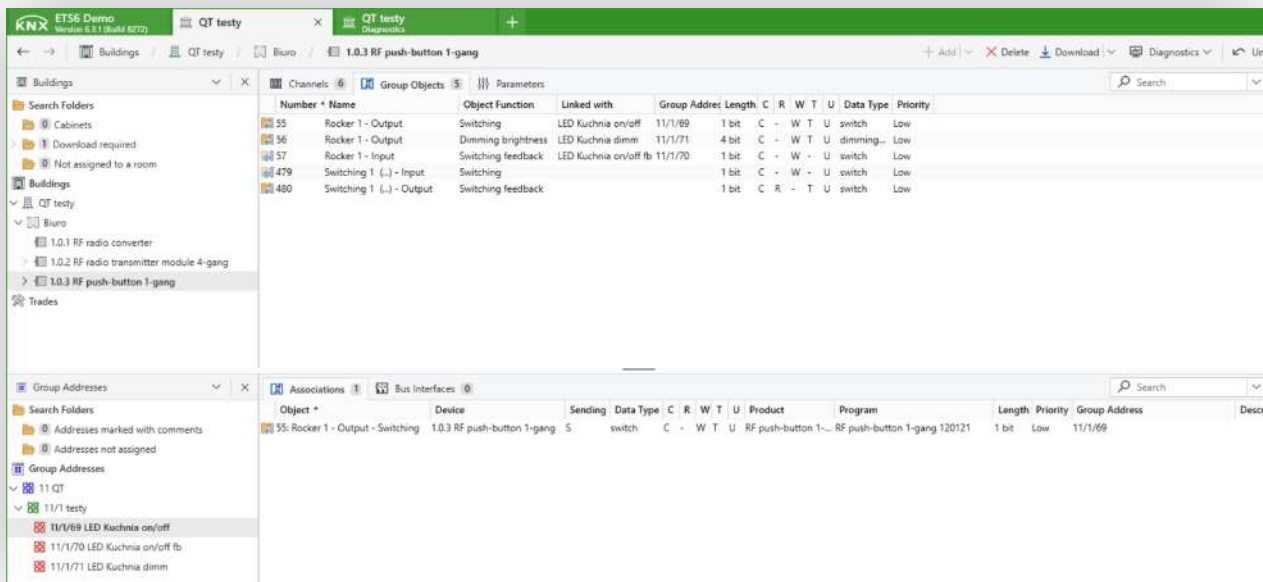 KNX ETS6 Demo
Version 6.3.1 (Build 8272)
QT testy ×
QT testy
Diagnostics
+
← → Buildings / QT testy / Biuro / 1.0.3 RF push-button 1-gang
+ Add Delete Download Diagnostics Un
Buildings ×
Channels 6 Group Objects 5 Parameters Search
Search Folders
0 Cabinets
1 Download required
0 Not assigned to a room
Buildings
QT testy
Biuro
1.0.1 RF radio converter
1.0.2 RF radio transmitter module 4-gang
1.0.3 RF push-button 1-gang
Trades
Number Name Object Function Linked with Group Addres Length C R W T U Data Type Priority
55 Rocker 1 - Output Switching LED Kuchnia on/off 11/1/69 1 bit C - W T U switch Low
56 Rocker 1 - Output Dimming brightness LED Kuchnia dimm 11/1/71 4 bit C - W T U dimming... Low
57 Rocker 1 - Input Switching feedback LED Kuchnia on/off fb 11/1/70 1 bit C - W - U switch Low
479 Switching 1 (...) - Input Switching 1 bit C - W - U switch Low
480 Switching 1 (...) - Output Switching feedback 1 bit C R - T U switch Low
Group Addresses ×
Search Folders
0 Addresses marked with comments
0 Addresses not assigned
Group Addresses
11 QT
11/1 testy
11/1/69 LED Kuchnia on/off
11/1/70 LED Kuchnia on/off fb
11/1/71 LED Kuchnia dimm
Associations 1 Bus Interfaces 0 Search
Object Device Sending Data Type C R W T U Product Program Length Priority Group Address Descr
55: Rocker 1 - Output - Switching 1.0.3 RF push-button 1-gang S switch C - W T U RF push-button 1-... RF push-button 1-gang 120121 1 bit Low 11/1/69